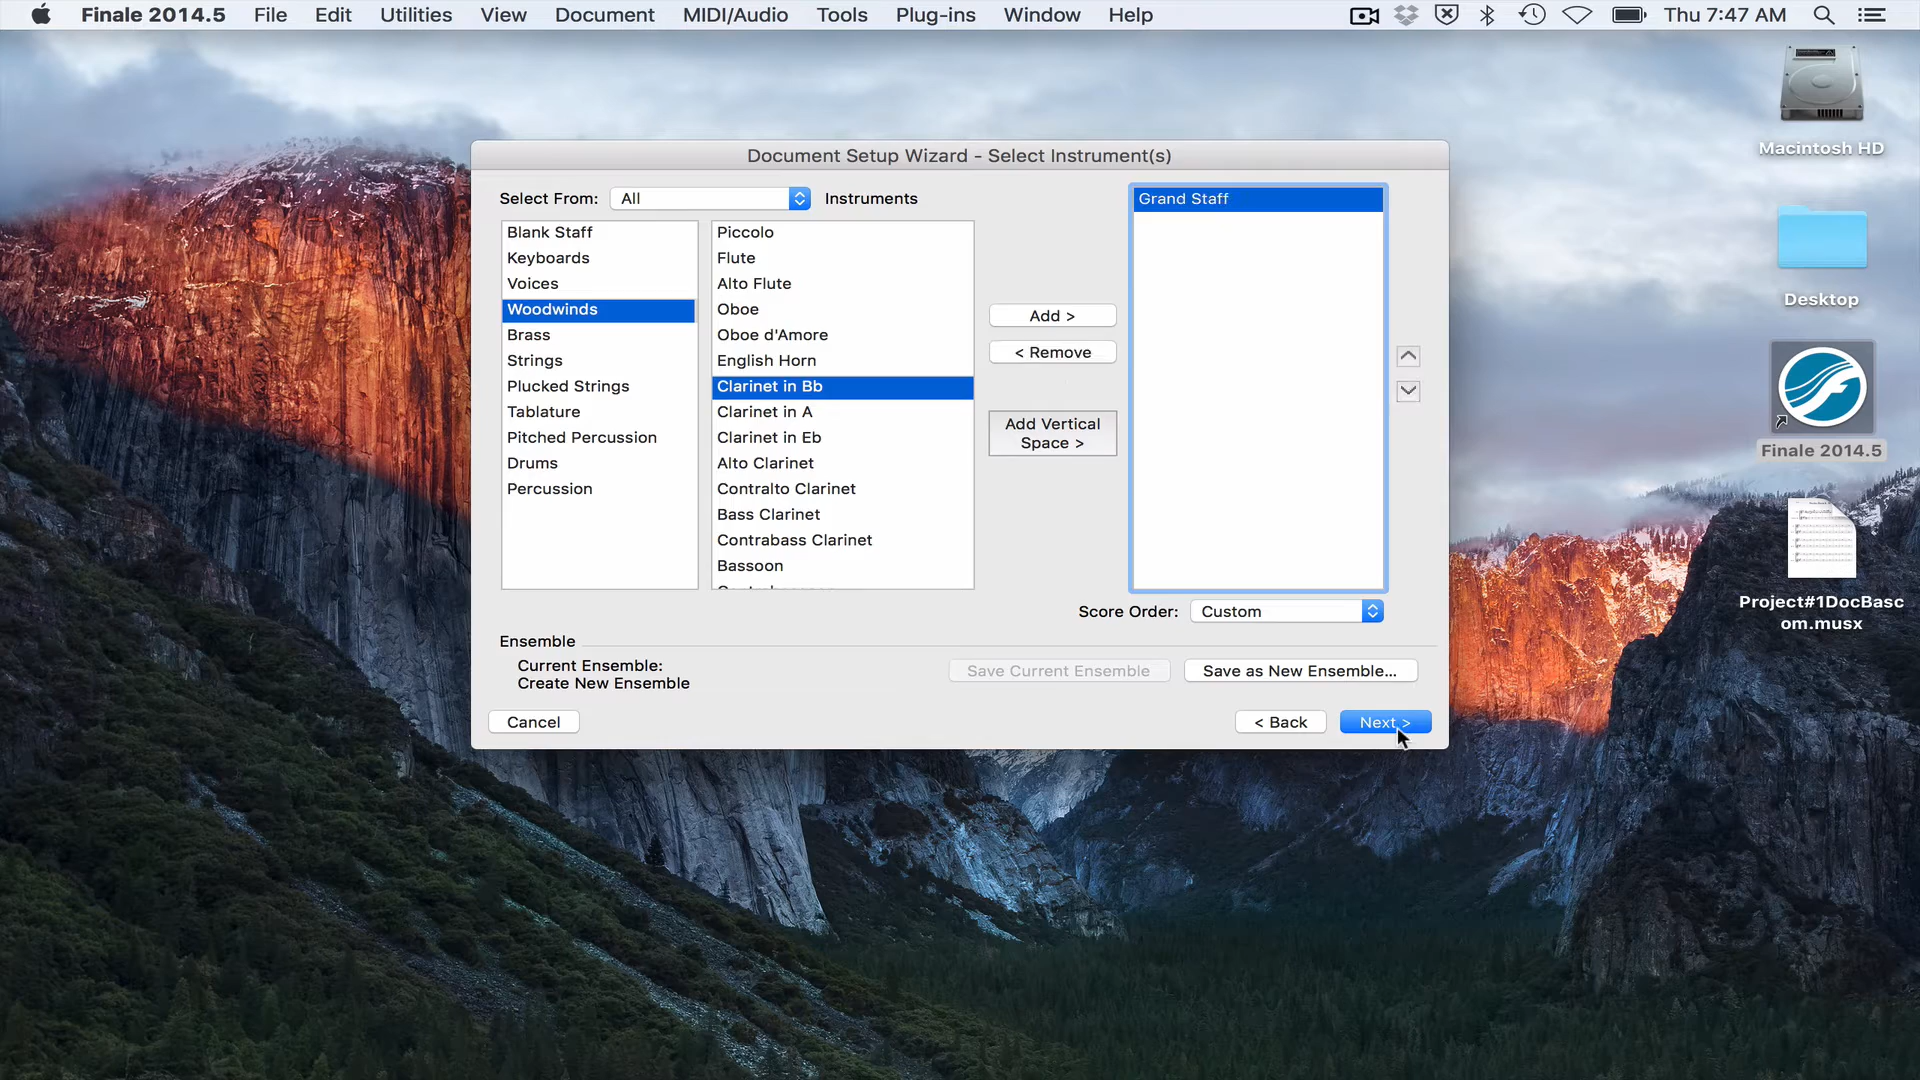 Finale 2014.5 File Edit Utilities View Document MIDI/Audio Tools Plug-ins Window Help Thu 7:47 AM
Document Setup Wizard - Select Instrument(s)
Select From: All Instruments
Blank Staff
Keyboards
Voices
Woodwinds
Brass
Strings
Plucked Strings
Tablature
Pitched Percussion
Drums
Percussion
Piccolo
Flute
Alto Flute
Oboe
Oboe d'Amore
English Horn
Clarinet in Bb
Clarinet in A
Clarinet in Eb
Alto Clarinet
Contralto Clarinet
Bass Clarinet
Contrabass Clarinet
Bassoon
Add >
< Remove
Add Vertical
Space >
Grand Staff
Score Order: Custom
Ensemble
Current Ensemble:
Create New Ensemble
Save Current Ensemble
Save as New Ensemble...
Cancel
< Back
Next >
Macintosh HD
Desktop
Finale 2014.5
Project#1DocBasc
om.musx